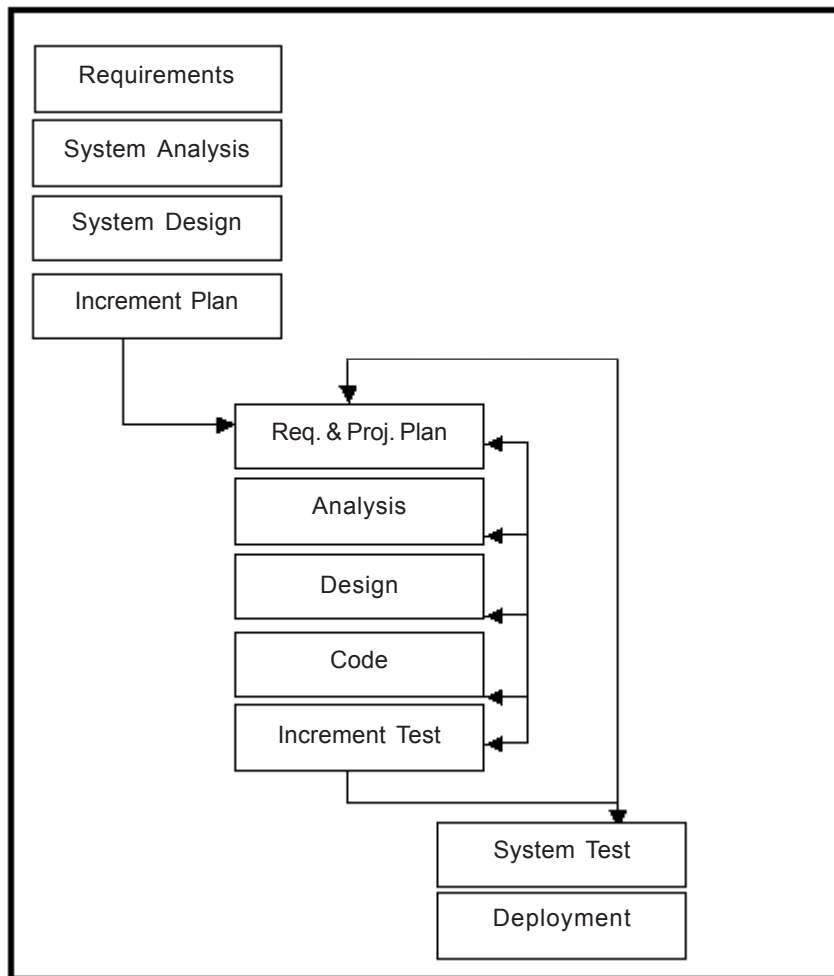 Requirements
System Analysis
System Design
Increment Plan
Req. & Proj. Plan
Analysis
Design
Code
Increment Test
System Test
Deployment